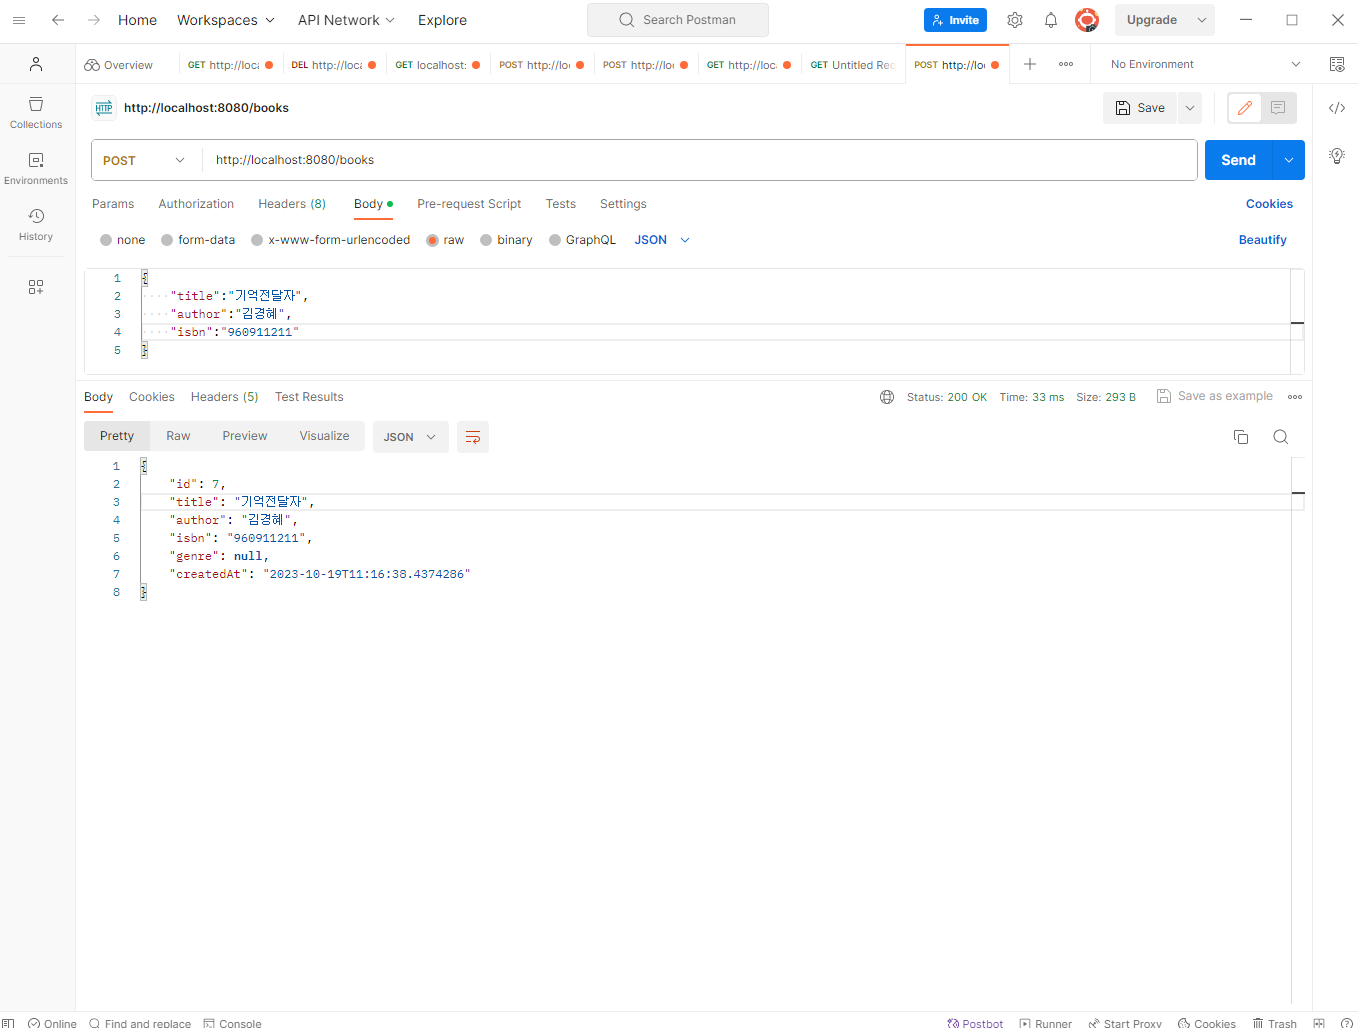 Home Workspaces API Network Explore Search Postman Invite Upgrade
Overview GET http://loca DEL http://loca GET localhost: POST http://loc POST http://loc GET http://loca GET Untitled Req POST http://loc No Environment
Collections
Environments
History
HTTP http://localhost:8080/books Save
POST http://localhost:8080/books Send
Params Authorization Headers (8) Body Pre-request Script Tests Settings Cookies
none form-data x-www-form-urlencoded raw binary GraphQL JSON Beautify
1 {
2 "title":"기억전달자",
3 "author":"김경혜",
4 "isbn":"960911211"
5 }
Body Cookies Headers (5) Test Results Status: 200 OK Time: 33 ms Size: 293 B Save as example
Pretty Raw Preview Visualize JSON
1 {
2 "id": 7,
3 "title": "기억전달자",
4 "author": "김경혜",
5 "isbn": "960911211",
6 "genre": null,
7 "createdAt": "2023-10-19T11:16:38.4374286"
8 }
Online Find and replace Console Postbot Runner Start Proxy Cookies Trash